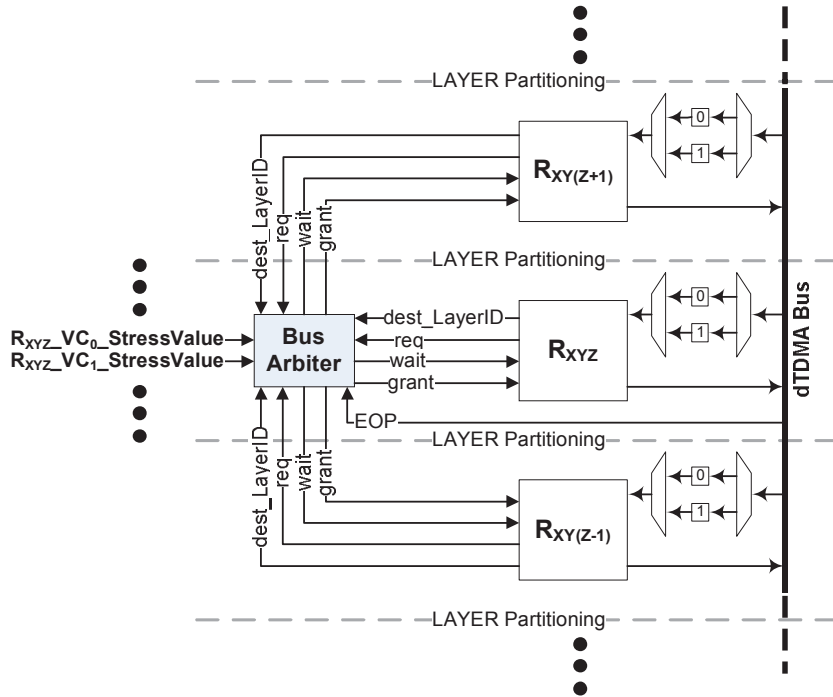 LAYER Partitioning
0
1
R_XY(Z+1)
dest_LayerID
req
wait
grant
LAYER Partitioning
R_XYZ_VC_0_StressValue
R_XYZ_VC_1_StressValue
Bus
Arbiter
dest_LayerID
req
wait
grant
EOP
R_XYZ
0
1
dTDMA Bus
LAYER Partitioning
dest_LayerID
req
wait
grant
R_XY(Z-1)
0
1
LAYER Partitioning